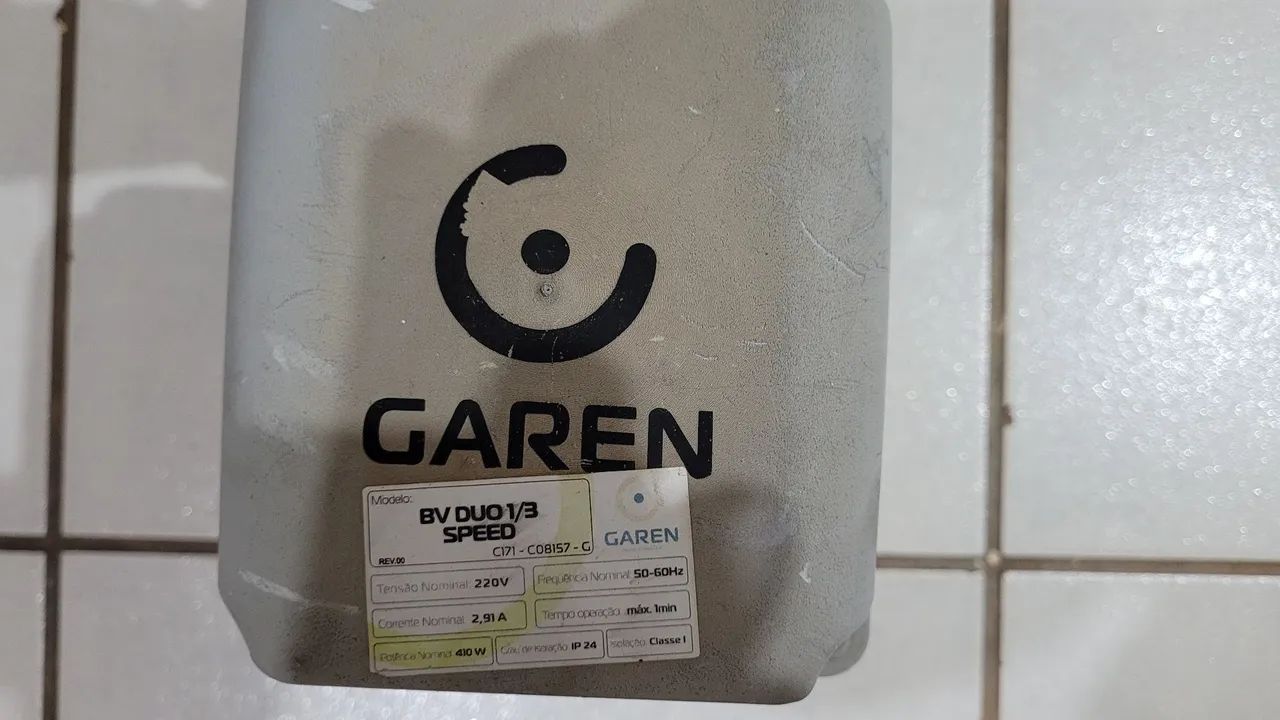 GAREN
Modelo:
BV DUO 1/3
SPEED
C171 - C08157 - G
REV.00
GAREN
Tensão Nominal: 220V
Frequência Nominal: 50-60Hz
Corrente Nominal: 2,91 A
Tempo operação: máx. 1min
Potência Nominal: 410 W
Grau de Isolação: IP 24
Isolação: Classe I